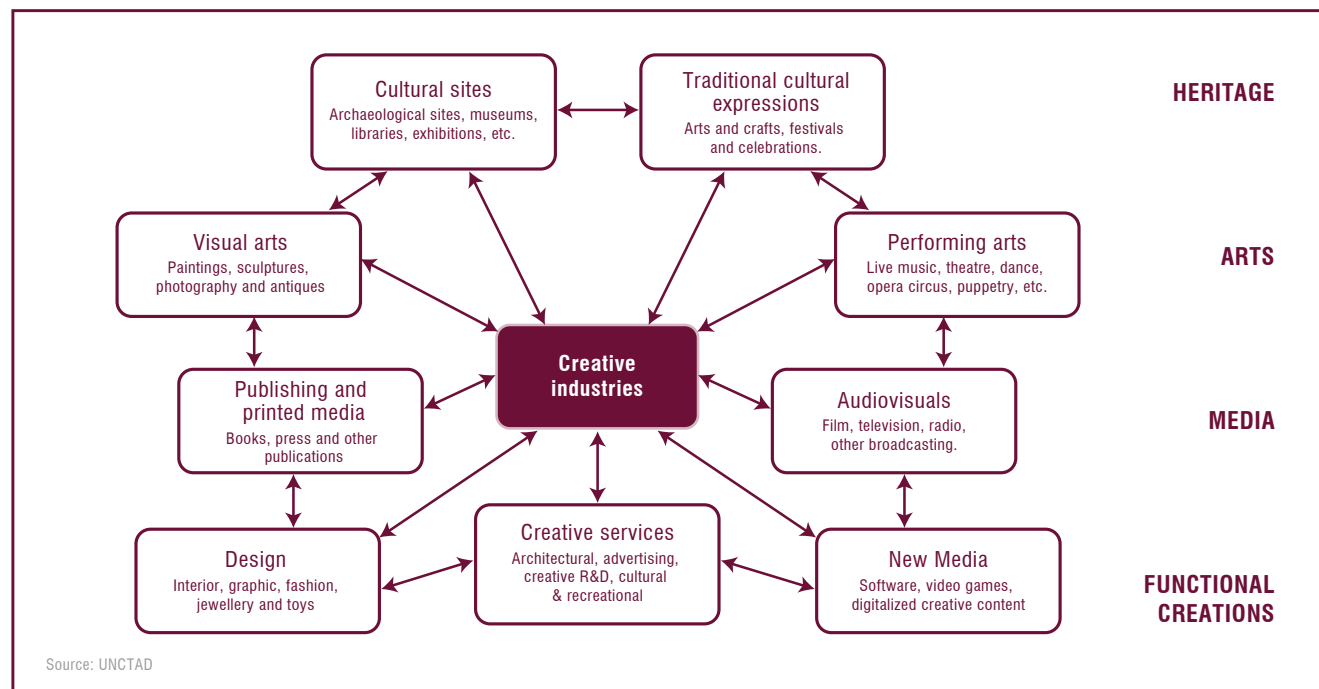 Cultural sites
Archaeological sites, museums,
libraries, exhibitions, etc.
Traditional cultural
expressions
Arts and crafts, festivals
and celebrations.
HERITAGE
Visual arts
Paintings, sculptures,
photography and antiques
Performing arts
Live music, theatre, dance,
opera circus, puppetry, etc.
ARTS
Creative
industries
Publishing and
printed media
Books, press and other
publications
Audiovisuals
Film, television, radio,
other broadcasting.
MEDIA
Design
Interior, graphic, fashion,
jewellery and toys
Creative services
Architectural, advertising,
creative R&D, cultural
& recreational
New Media
Software, video games,
digitalized creative content
FUNCTIONAL
CREATIONS
Source: UNCTAD